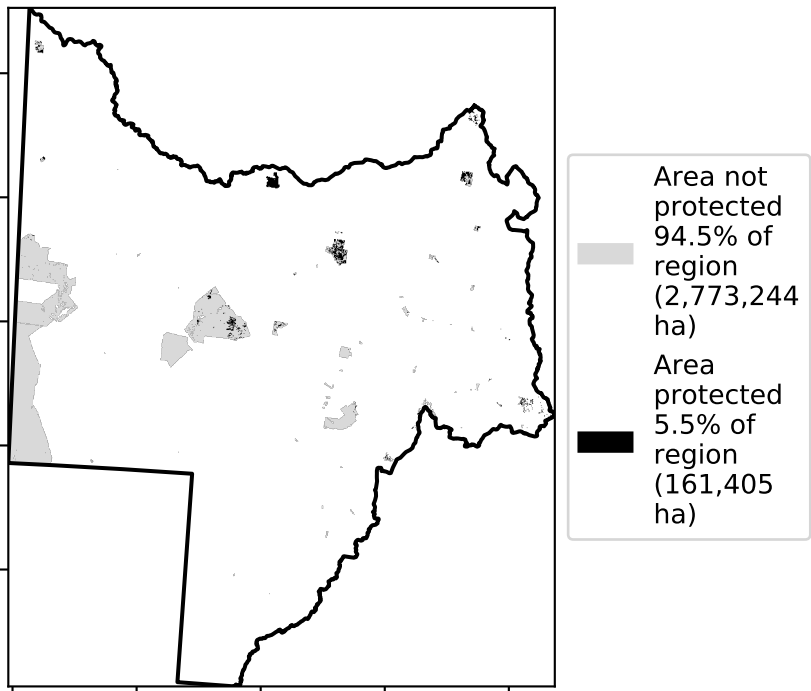 Area not
protected
94.5% of
region
(2,773,244
ha)
Area
protected
5.5% of
region
(161,405
ha)